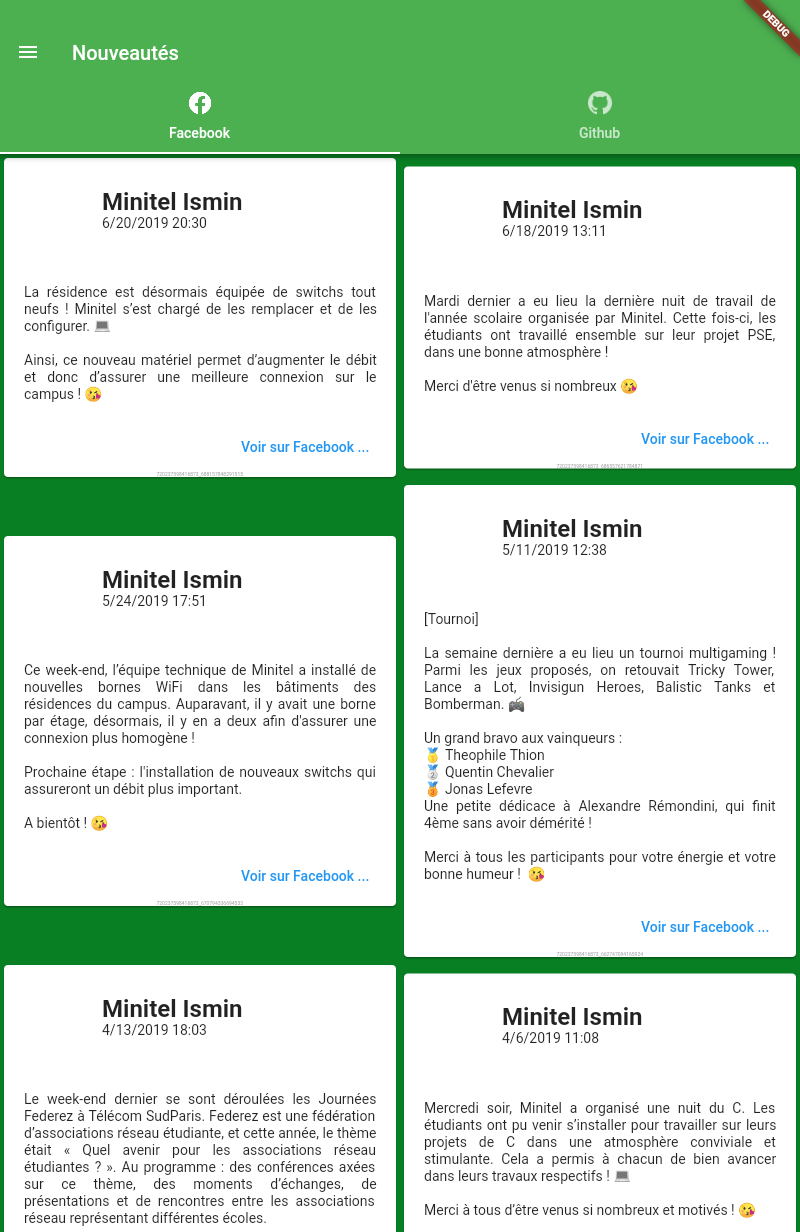 DEBUG
Nouveautés
Facebook
Github
Minitel Ismin
6/20/2019 20:30
La résidence est désormais équipée de switchs tout
neufs ! Minitel s’est chargé de les remplacer et de les
configurer. 💻
Ainsi, ce nouveau matériel permet d’augmenter le débit
et donc d’assurer une meilleure connexion sur le
campus ! 😘
Voir sur Facebook ...
Minitel Ismin
6/18/2019 13:11
Mardi dernier a eu lieu la dernière nuit de travail de
l'année scolaire organisée par Minitel. Cette fois-ci, les
étudiants ont travaillé ensemble sur leur projet PSE,
dans une bonne atmosphère !
Merci d'être venus si nombreux 😘
Voir sur Facebook ...
Minitel Ismin
5/24/2019 17:51
Ce week-end, l’équipe technique de Minitel a installé de
nouvelles bornes WiFi dans les bâtiments des
résidences du campus. Auparavant, il y avait une borne
par étage, désormais, il y en a deux afin d'assurer une
connexion plus homogène !
Prochaine étape : l'installation de nouveaux switchs qui
assureront un débit plus important.
A bientôt ! 😘
Voir sur Facebook ...
Minitel Ismin
5/11/2019 12:38
[Tournoi]
La semaine dernière a eu lieu un tournoi multigaming !
Parmi les jeux proposés, on retouvait Tricky Tower,
Lance a Lot, Invisigun Heroes, Balistic Tanks et
Bomberman. 🎮
Un grand bravo aux vainqueurs :
🥇 Theophile Thion
🥈 Quentin Chevalier
🥉 Jonas Lefevre
Une petite dédicace à Alexandre Rémondini, qui finit
4ème sans avoir démérité !
Merci à tous les participants pour votre énergie et votre
bonne humeur ! 😘
Voir sur Facebook ...
Minitel Ismin
4/13/2019 18:03
Le week-end dernier se sont déroulées les Journées
Federez à Télécom SudParis. Federez est une fédération
d’associations réseau étudiante, et cette année, le thème
était « Quel avenir pour les associations réseau
étudiantes ? ». Au programme : des conférences axées
sur ce thème, des moments d’échanges, de
présentations et de rencontres entre les associations
réseau représentant différentes écoles.
Minitel Ismin
4/6/2019 11:08
Mercredi soir, Minitel a organisé une nuit du C. Les
étudiants ont pu venir s’installer pour travailler sur leurs
projets de C dans une atmosphère conviviale et
stimulante. Cela a permis à chacun de bien avancer
dans leurs travaux respectifs ! 💻
Merci à tous d’être venus si nombreux et motivés ! 😘